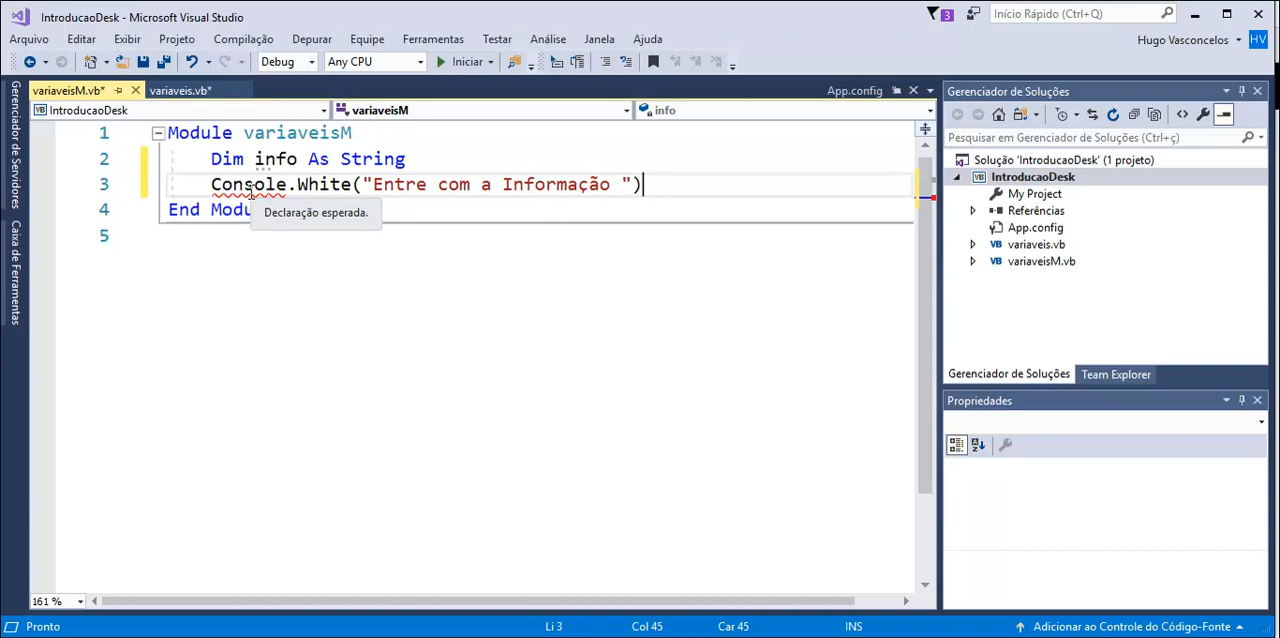 IntroducaoDesk - Microsoft Visual Studio
3
Início Rápido (Ctrl+Q)
Arquivo Editar Exibir Projeto Compilação Depurar Equipe Ferramentas Testar Análise Janela Ajuda
Hugo Vasconcelos HV
Debug Any CPU Iniciar
Gerenciador de Servidores
Caixa de Ferramentas
variaveisM.vb* variaveis.vb* App.config
IntroducaoDesk variaveisM info
1 Module variaveisM
2 Dim info As String
3 Console.White("Entre com a Informação ")
4 End Modu
Declaração esperada.
5
161 %
Gerenciador de Soluções
Pesquisar em Gerenciador de Soluções (Ctrl+ç)
Solução 'IntroducaoDesk' (1 projeto)
IntroducaoDesk
My Project
Referências
App.config
variaveis.vb
variaveisM.vb
Gerenciador de Soluções Team Explorer
Propriedades
Pronto Li 3 Col 45 Car 45 INS Adicionar ao Controle do Código-Fonte